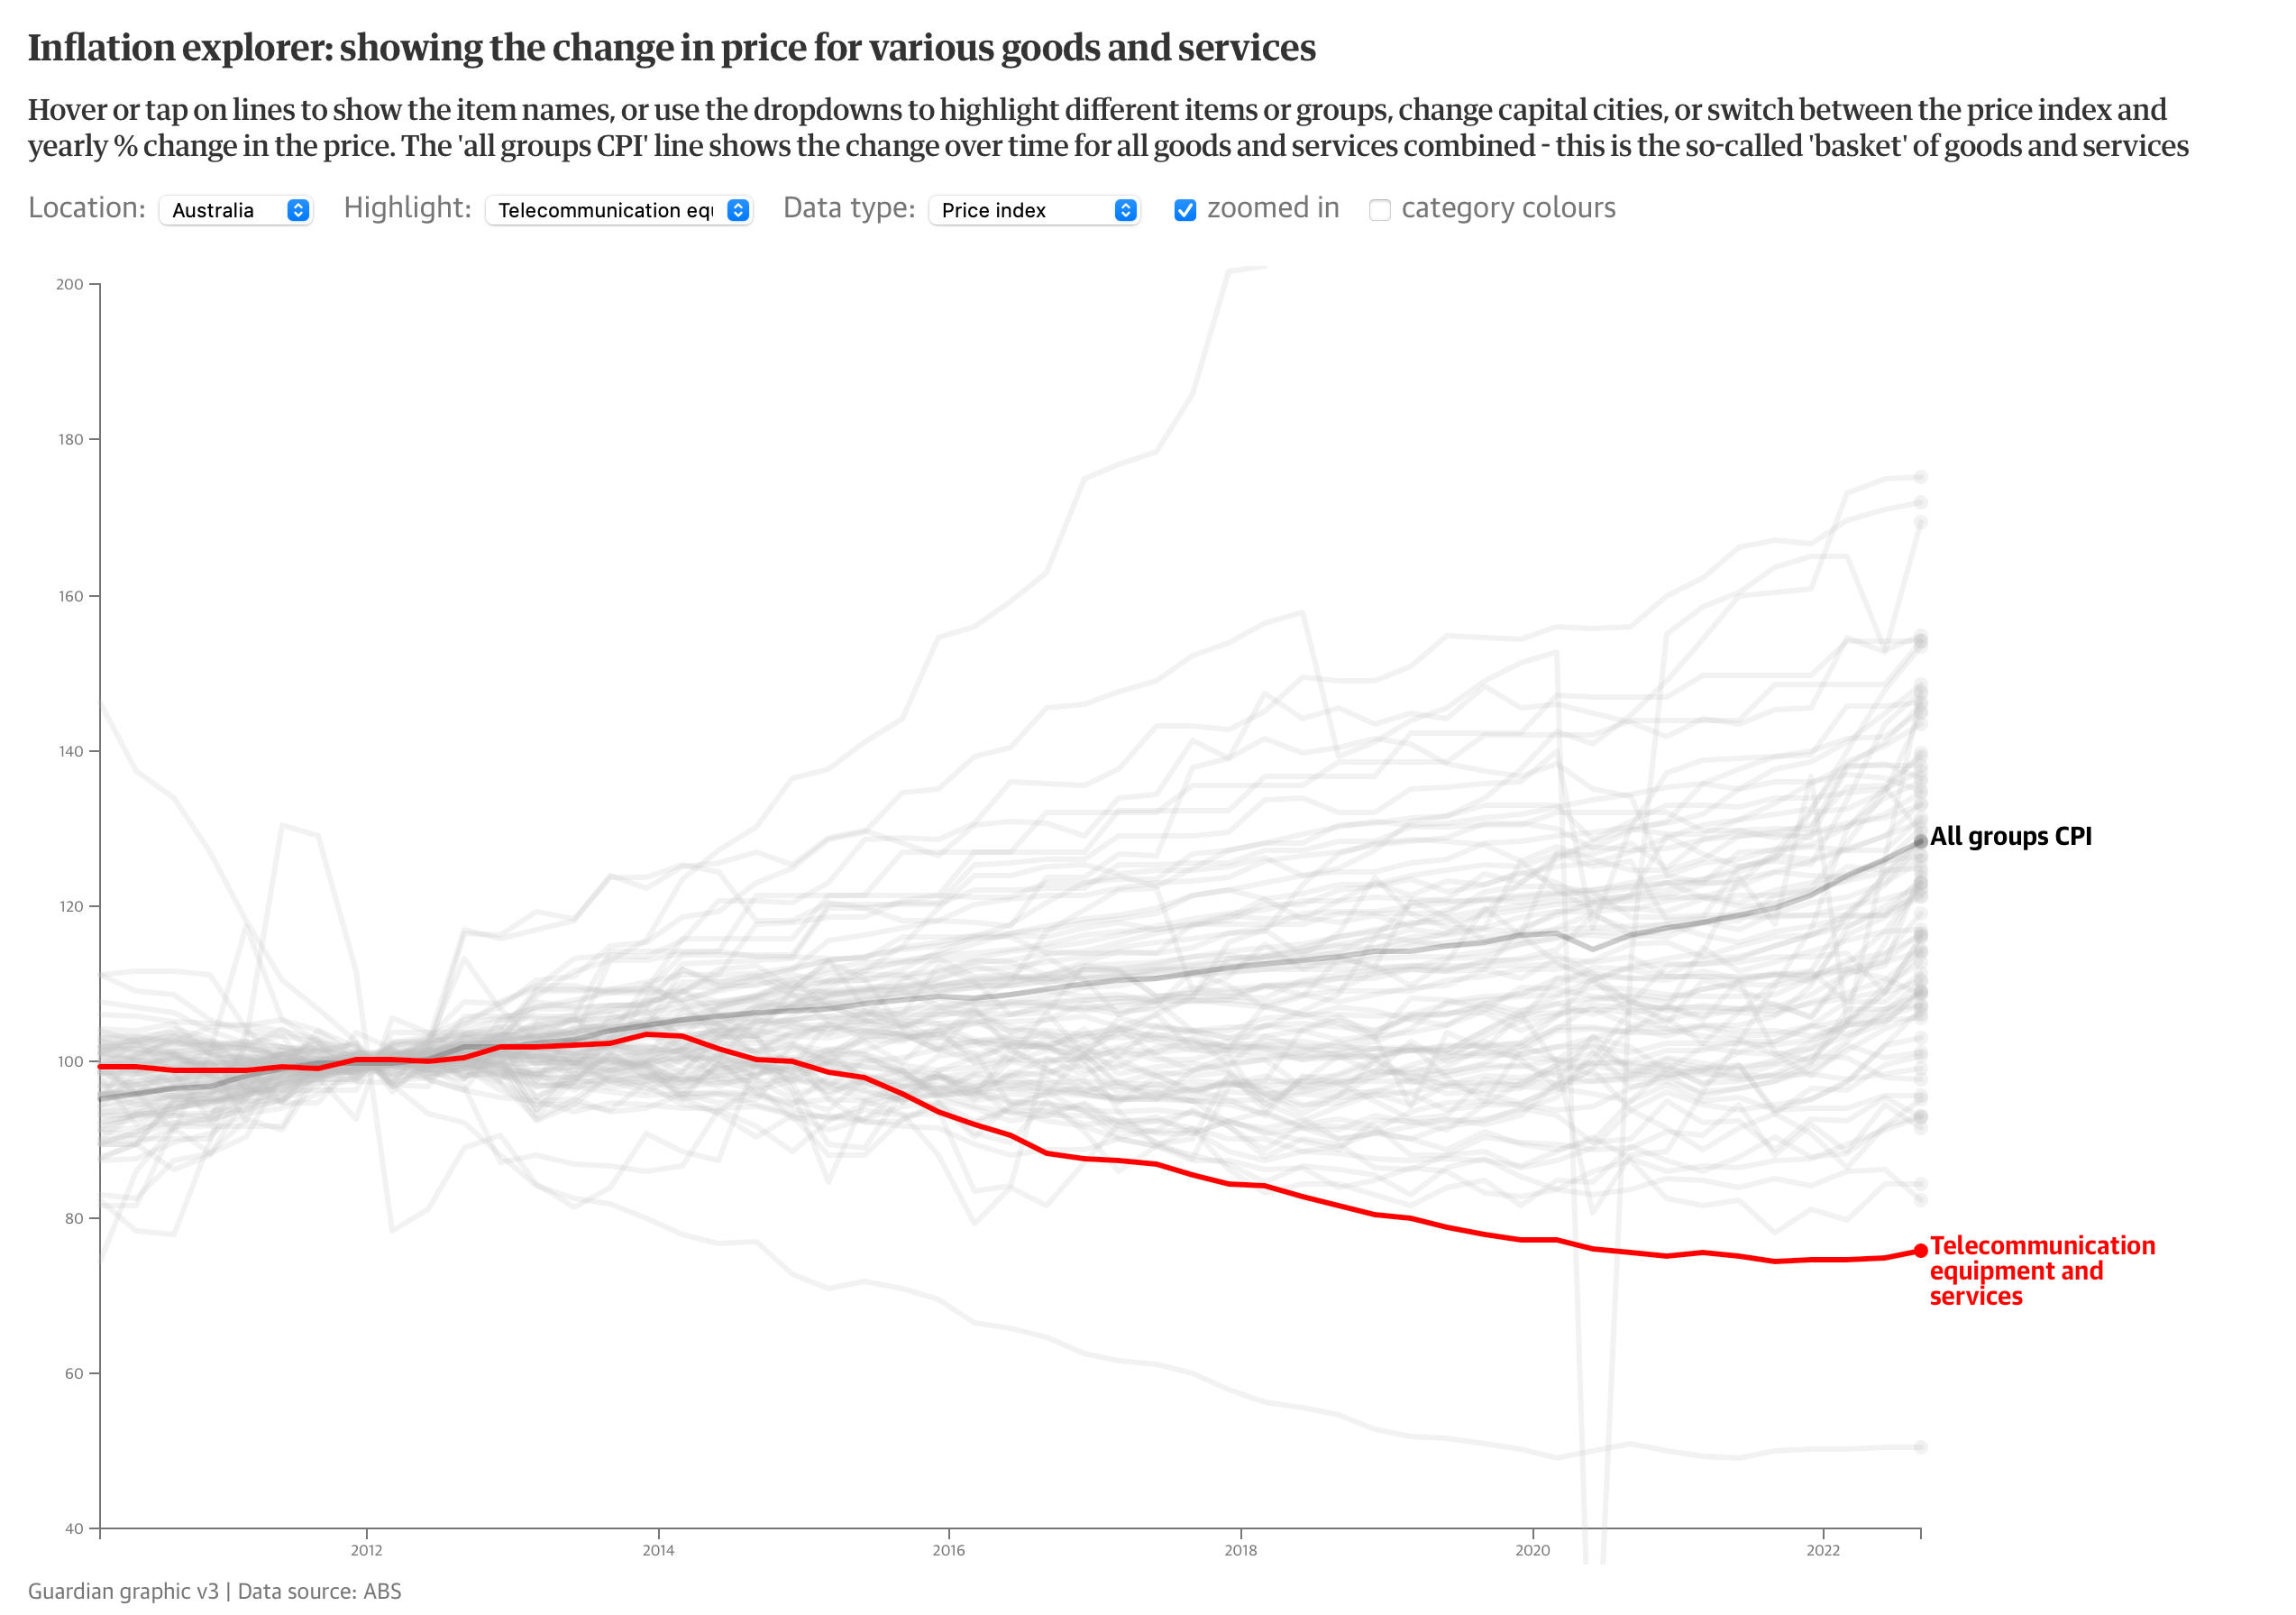 Inflation explorer: showing the change in price for various goods and services
Hover or tap on lines to show the item names, or use the dropdowns to highlight different items or groups, change capital cities, or switch between the price index and
yearly % change in the price. The 'all groups CPI' line shows the change over time for all goods and services combined - this is the so-called 'basket' of goods and services
Location: Australia Highlight: Telecommunication Data type: Price index zoomed in category colours
200
180
160
140
120
100
80
60
40
All groups CPI
Telecommunication
equipment and
services
2012 2014 2016 2018 2020 2022
Guardian graphic v3 | Data source: ABS